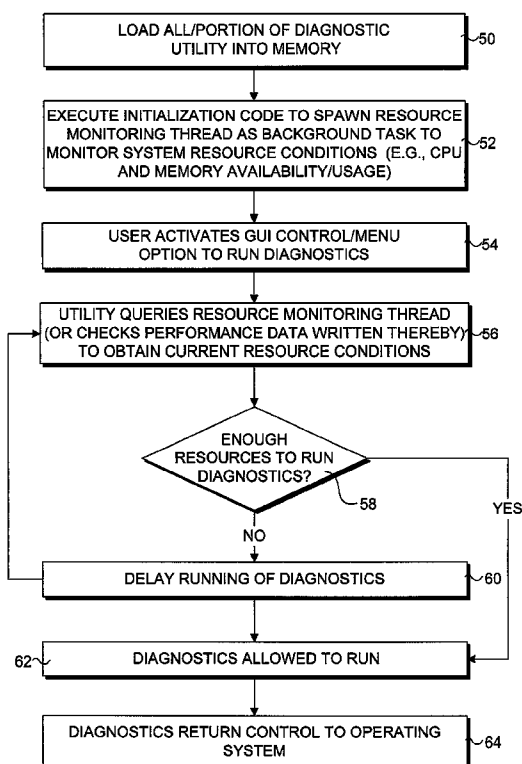 LOAD ALL/PORTION OF DIAGNOSTIC
UTILITY INTO MEMORY
50
EXECUTE INITIALIZATION CODE TO SPAWN RESOURCE
MONITORING THREAD AS BACKGROUND TASK TO
MONITOR SYSTEM RESOURCE CONDITIONS (E.G., CPU
AND MEMORY AVAILABILITY/USAGE)
52
USER ACTIVATES GUI CONTROL/MENU
OPTION TO RUN DIAGNOSTICS
54
UTILITY QUERIES RESOURCE MONITORING THREAD
(OR CHECKS PERFORMANCE DATA WRITTEN THEREBY)
TO OBTAIN CURRENT RESOURCE CONDITIONS
56
ENOUGH
RESOURCES TO RUN
DIAGNOSTICS?
58
YES
NO
DELAY RUNNING OF DIAGNOSTICS
60
62
DIAGNOSTICS ALLOWED TO RUN
DIAGNOSTICS RETURN CONTROL TO OPERATING
SYSTEM
64